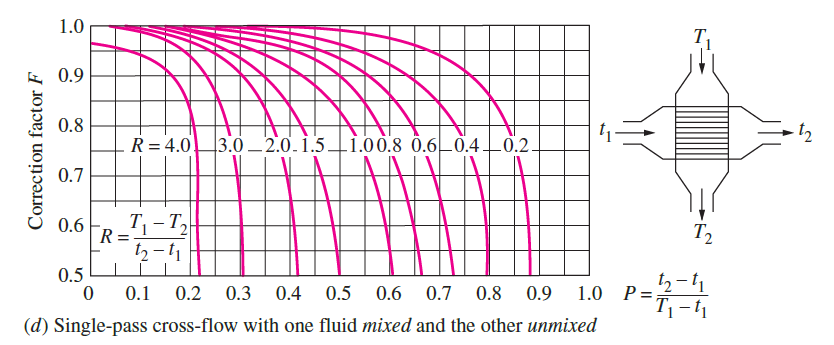 Correction factor F
1.0
0.9
0.8
0.7
0.6
0.5
R = 4.0 3.0 2.0 1.5 1.0 0.8 0.6 0.4 0.2
R = T₁ − T₂ / t₂ − t₁
0 0.1 0.2 0.3 0.4 0.5 0.6 0.7 0.8 0.9 1.0
T₁
t₁
t₂
T₂
P = t₂ − t₁ / T₁ − t₁
(d) Single-pass cross-flow with one fluid mixed and the other unmixed